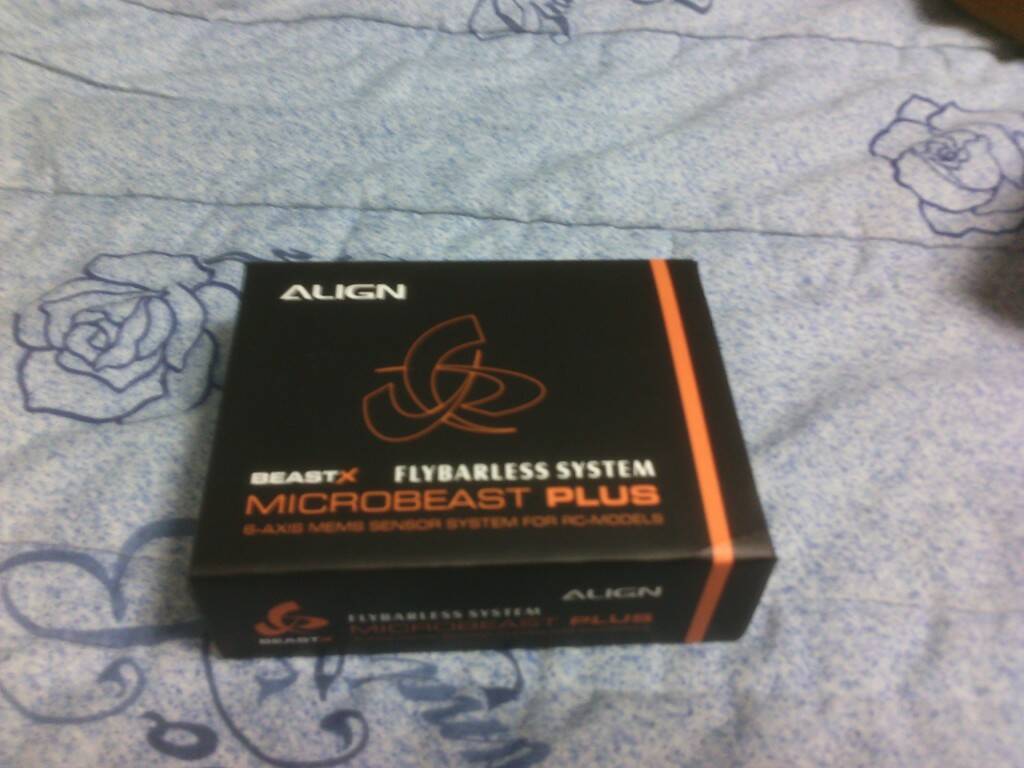 ALIGN
BEASTX FLYBARLESS SYSTEM
MICROBEAST PLUS
6-AXIS MEMS SENSOR SYSTEM FOR RC-MODELS
ALIGN
FLYBARLESS SYSTEM
MICROBEAST PLUS
BEASTX